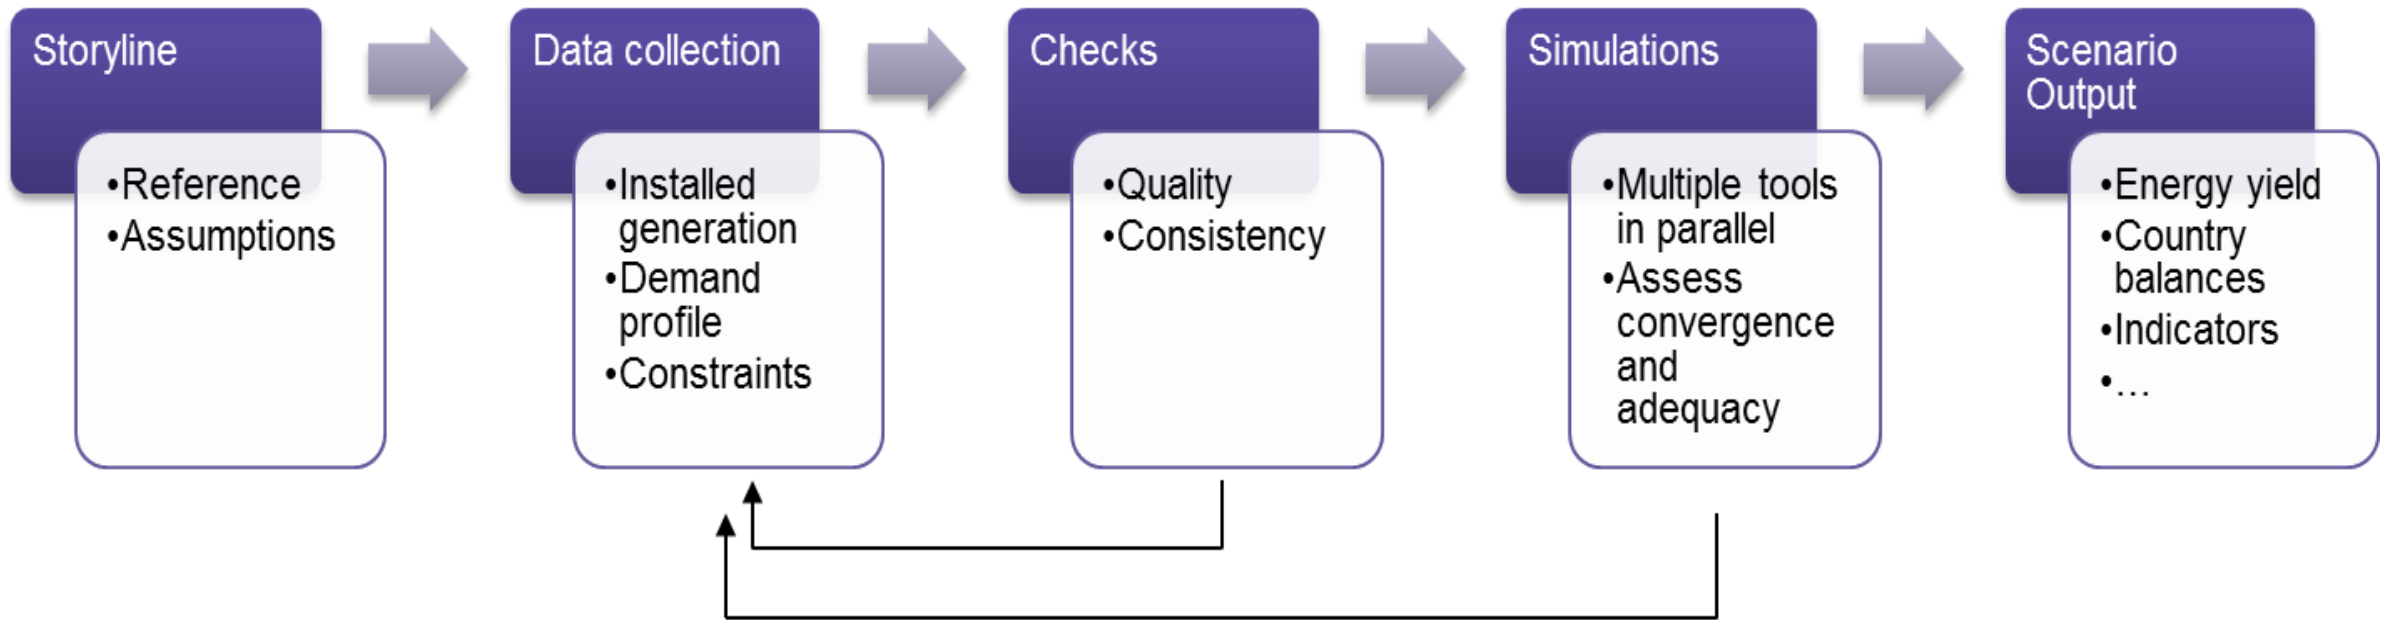 Storyline
•Reference
•Assumptions
Data collection
•Installed
generation
•Demand
profile
•Constraints
Checks
•Quality
•Consistency
Simulations
•Multiple tools
in parallel
•Assess
convergence
and
adequacy
Scenario
Output
•Energy yield
•Country
balances
•Indicators
•...